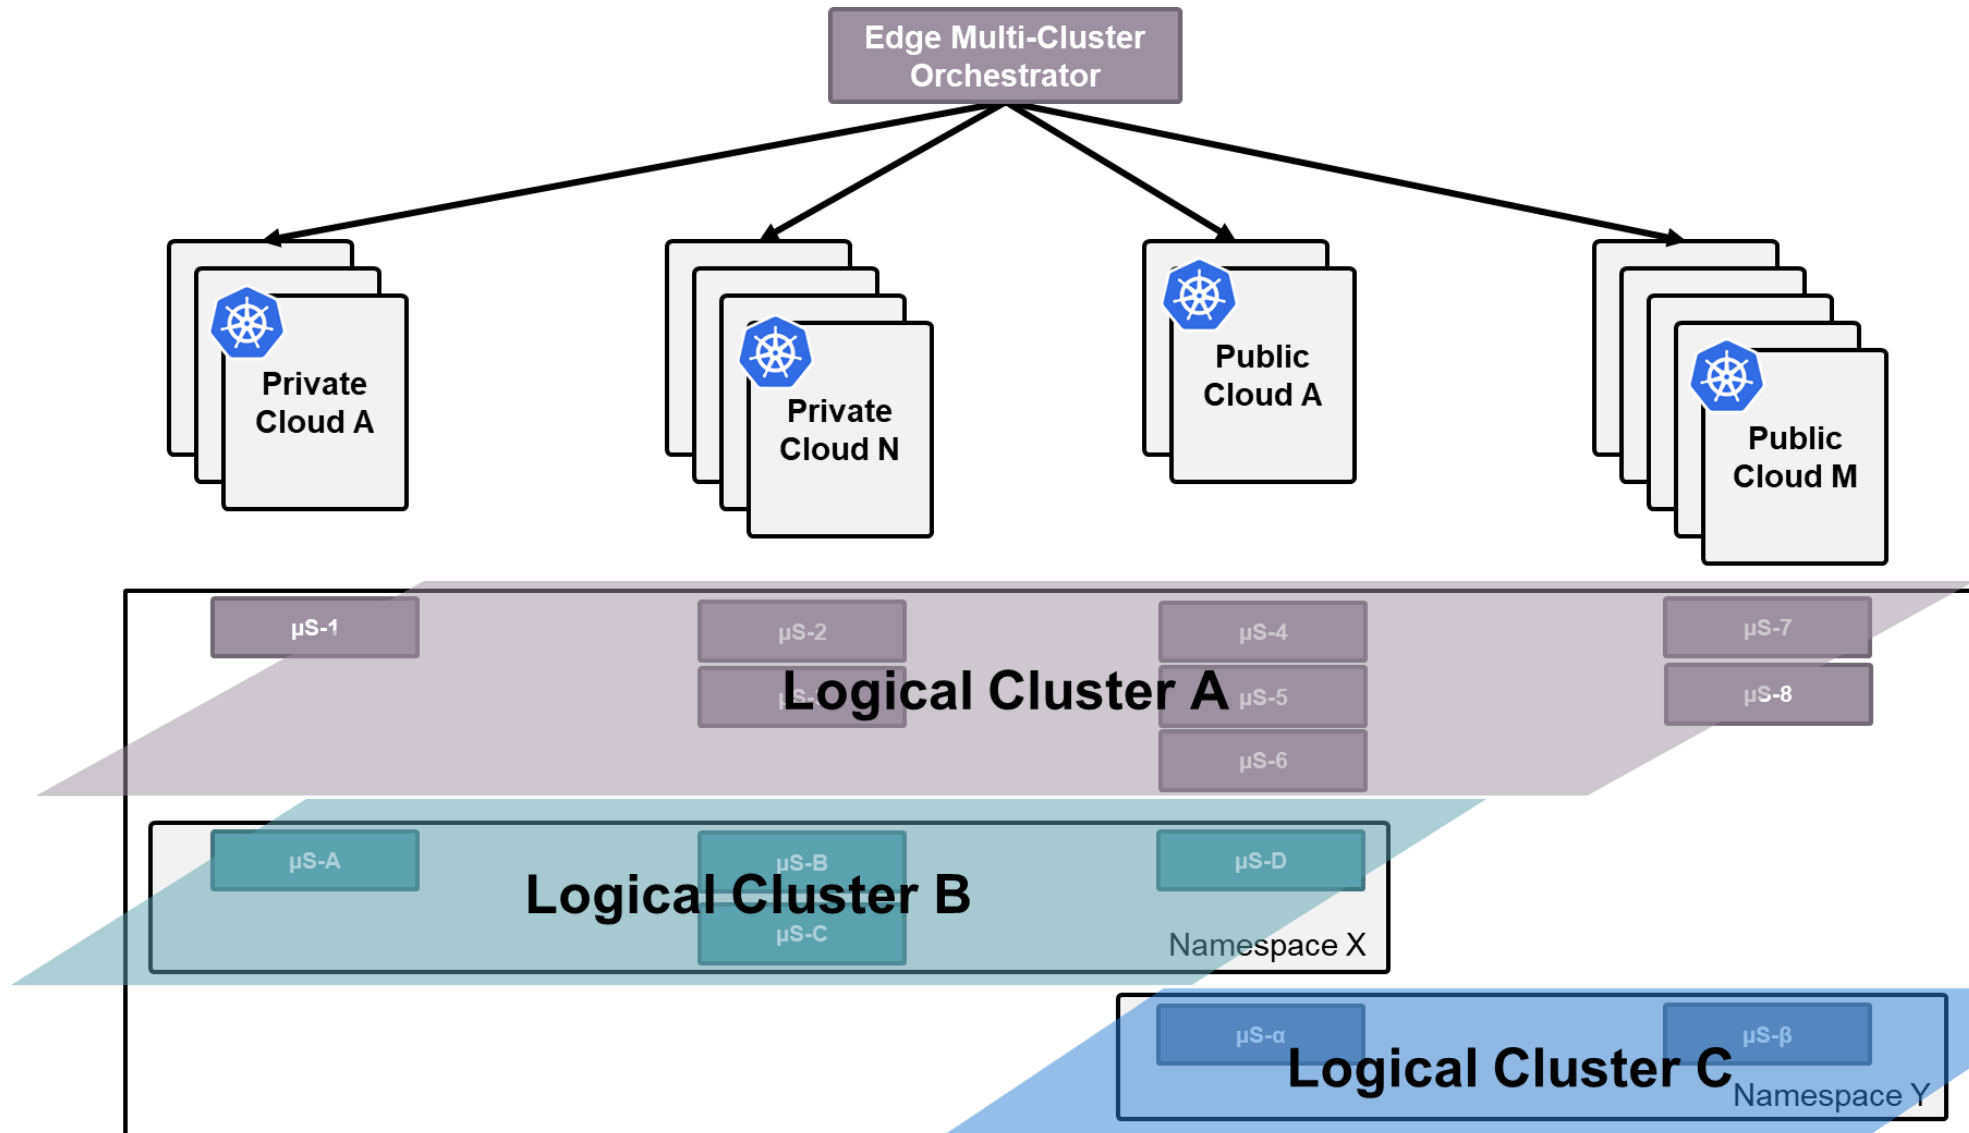 Edge Multi-Cluster
Orchestrator
Private
Cloud A
Private
Cloud N
Public
Cloud A
Public
Cloud M
µS-1
µS-2
µS-4
µS-7
Logical Cluster A
µS-5
µS-8
µS-6
µS-A
µS-B
µS-D
Logical Cluster B
µS-C
Namespace X
µS-α
µS-β
Logical Cluster C
Namespace Y